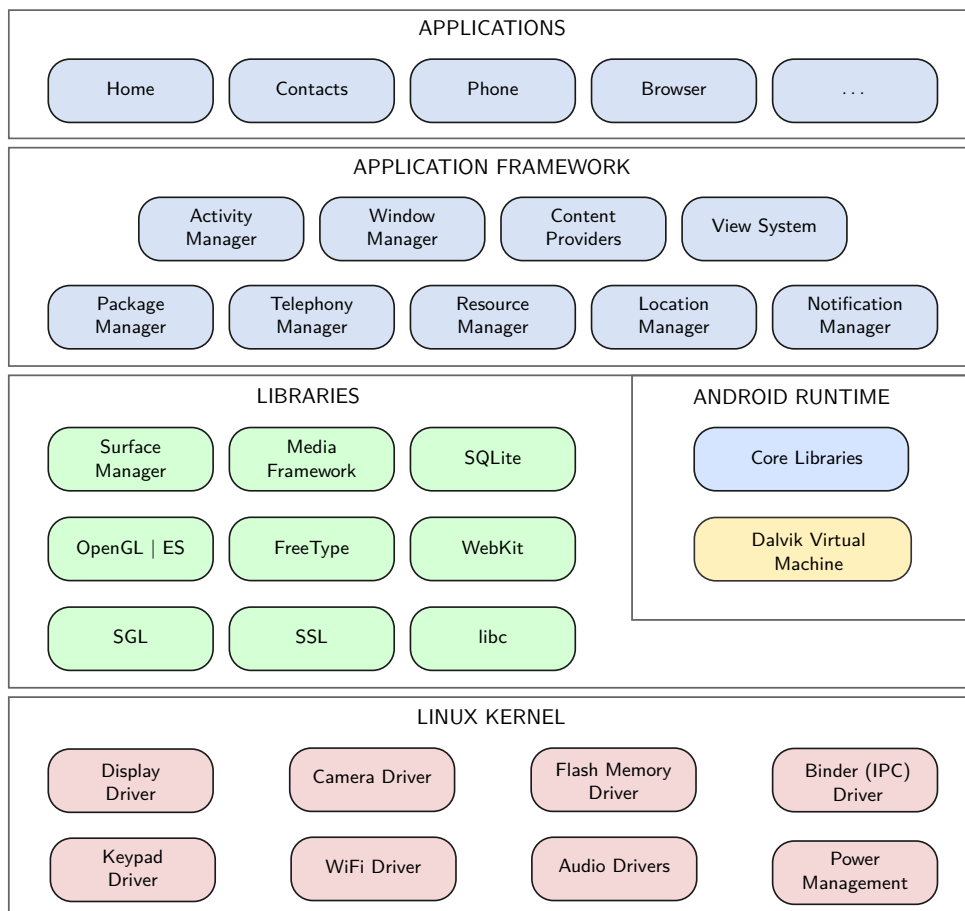 APPLICATIONS
Home
Contacts
Phone
Browser
. . .
APPLICATION FRAMEWORK
Activity
Manager
Window
Manager
Content
Providers
View System
Package
Manager
Telephony
Manager
Resource
Manager
Location
Manager
Notification
Manager
LIBRARIES
Surface
Manager
Media
Framework
SQLite
OpenGL | ES
FreeType
WebKit
SGL
SSL
libc
ANDROID RUNTIME
Core Libraries
Dalvik Virtual
Machine
LINUX KERNEL
Display
Driver
Camera Driver
Flash Memory
Driver
Binder (IPC)
Driver
Keypad
Driver
WiFi Driver
Audio Drivers
Power
Management